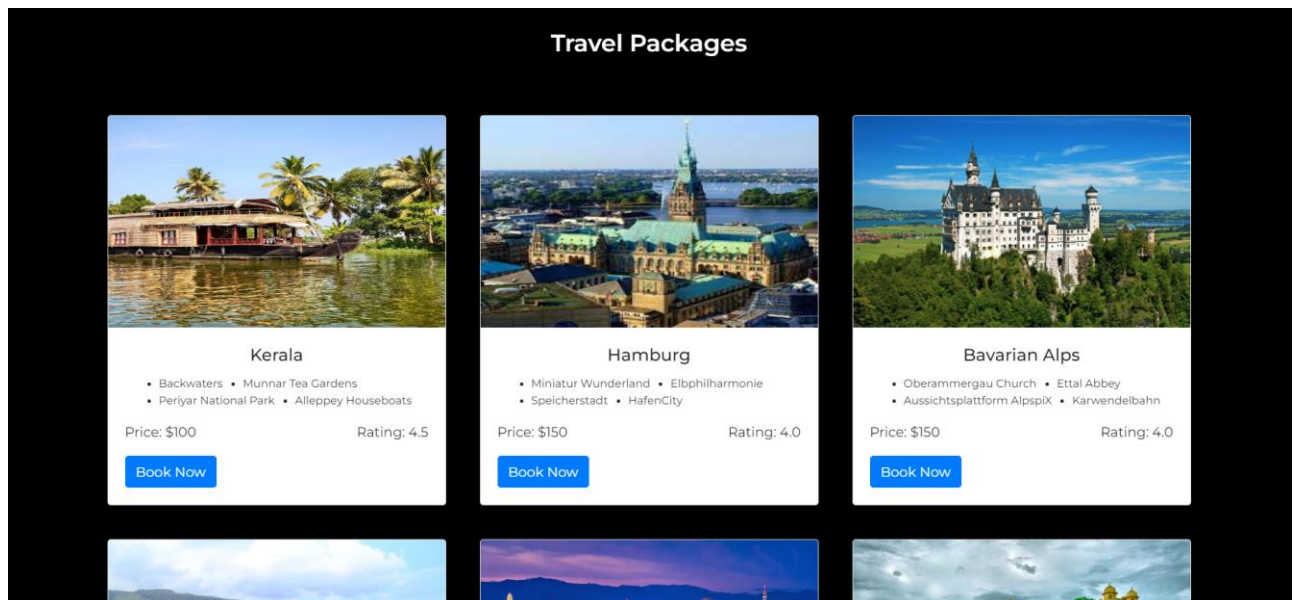 Travel Packages
Kerala
• Backwaters • Munnar Tea Gardens
• Periyar National Park • Alleppey Houseboats
Price: $100 Rating: 4.5
Book Now
Hamburg
• Miniatur Wunderland • Elbphilharmonie
• Speicherstadt • HafenCity
Price: $150 Rating: 4.0
Book Now
Bavarian Alps
• Oberammergau Church • Ettal Abbey
• Aussichtsplattform AlpspiX • Karwendelbahn
Price: $150 Rating: 4.0
Book Now